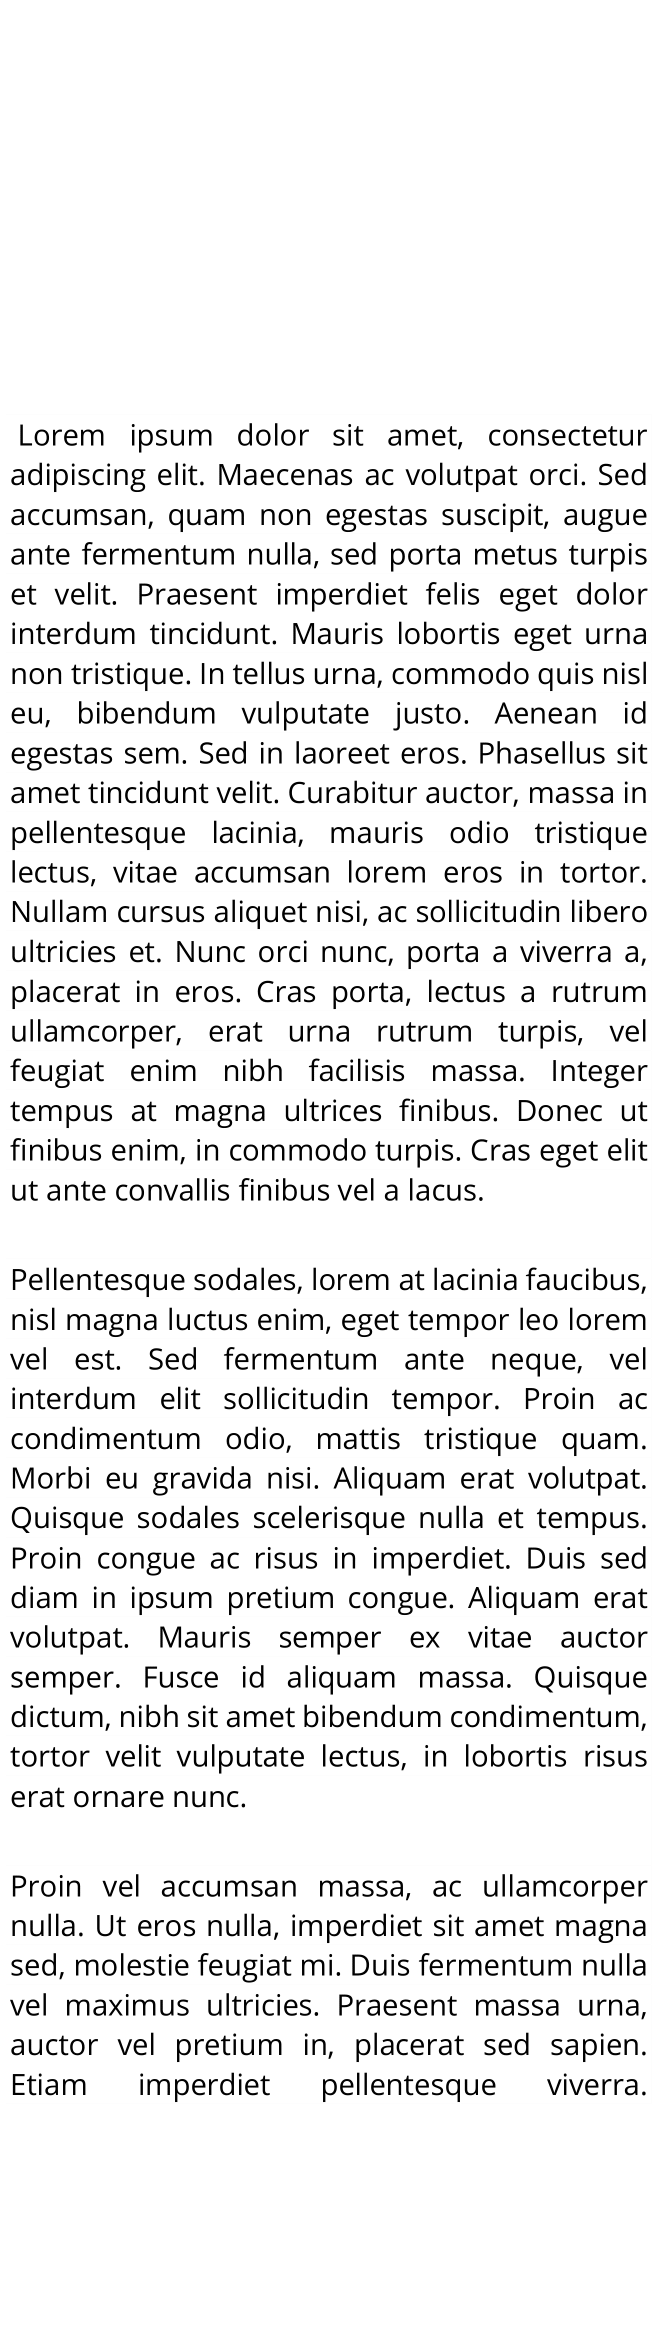 Lorem ipsum dolor sit amet, consectetur
adipiscing elit. Maecenas ac volutpat orci. Sed
accumsan, quam non egestas suscipit, augue
ante fermentum nulla, sed porta metus turpis
et velit. Praesent imperdiet felis eget dolor
interdum tincidunt. Mauris lobortis eget urna
non tristique. In tellus urna, commodo quis nisl
eu, bibendum vulputate justo. Aenean id
egestas sem. Sed in laoreet eros. Phasellus sit
amet tincidunt velit. Curabitur auctor, massa in
pellentesque lacinia, mauris odio tristique
lectus, vitae accumsan lorem eros in tortor.
Nullam cursus aliquet nisi, ac sollicitudin libero
ultricies et. Nunc orci nunc, porta a viverra a,
placerat in eros. Cras porta, lectus a rutrum
ullamcorper, erat urna rutrum turpis, vel
feugiat enim nibh facilisis massa. Integer
tempus at magna ultrices finibus. Donec ut
finibus enim, in commodo turpis. Cras eget elit
ut ante convallis finibus vel a lacus.

Pellentesque sodales, lorem at lacinia faucibus,
nisl magna luctus enim, eget tempor leo lorem
vel est. Sed fermentum ante neque, vel
interdum elit sollicitudin tempor. Proin ac
condimentum odio, mattis tristique quam.
Morbi eu gravida nisi. Aliquam erat volutpat.
Quisque sodales scelerisque nulla et tempus.
Proin congue ac risus in imperdiet. Duis sed
diam in ipsum pretium congue. Aliquam erat
volutpat. Mauris semper ex vitae auctor
semper. Fusce id aliquam massa. Quisque
dictum, nibh sit amet bibendum condimentum,
tortor velit vulputate lectus, in lobortis risus
erat ornare nunc.

Proin vel accumsan massa, ac ullamcorper
nulla. Ut eros nulla, imperdiet sit amet magna
sed, molestie feugiat mi. Duis fermentum nulla
vel maximus ultricies. Praesent massa urna,
auctor vel pretium in, placerat sed sapien.
Etiam imperdiet pellentesque viverra.